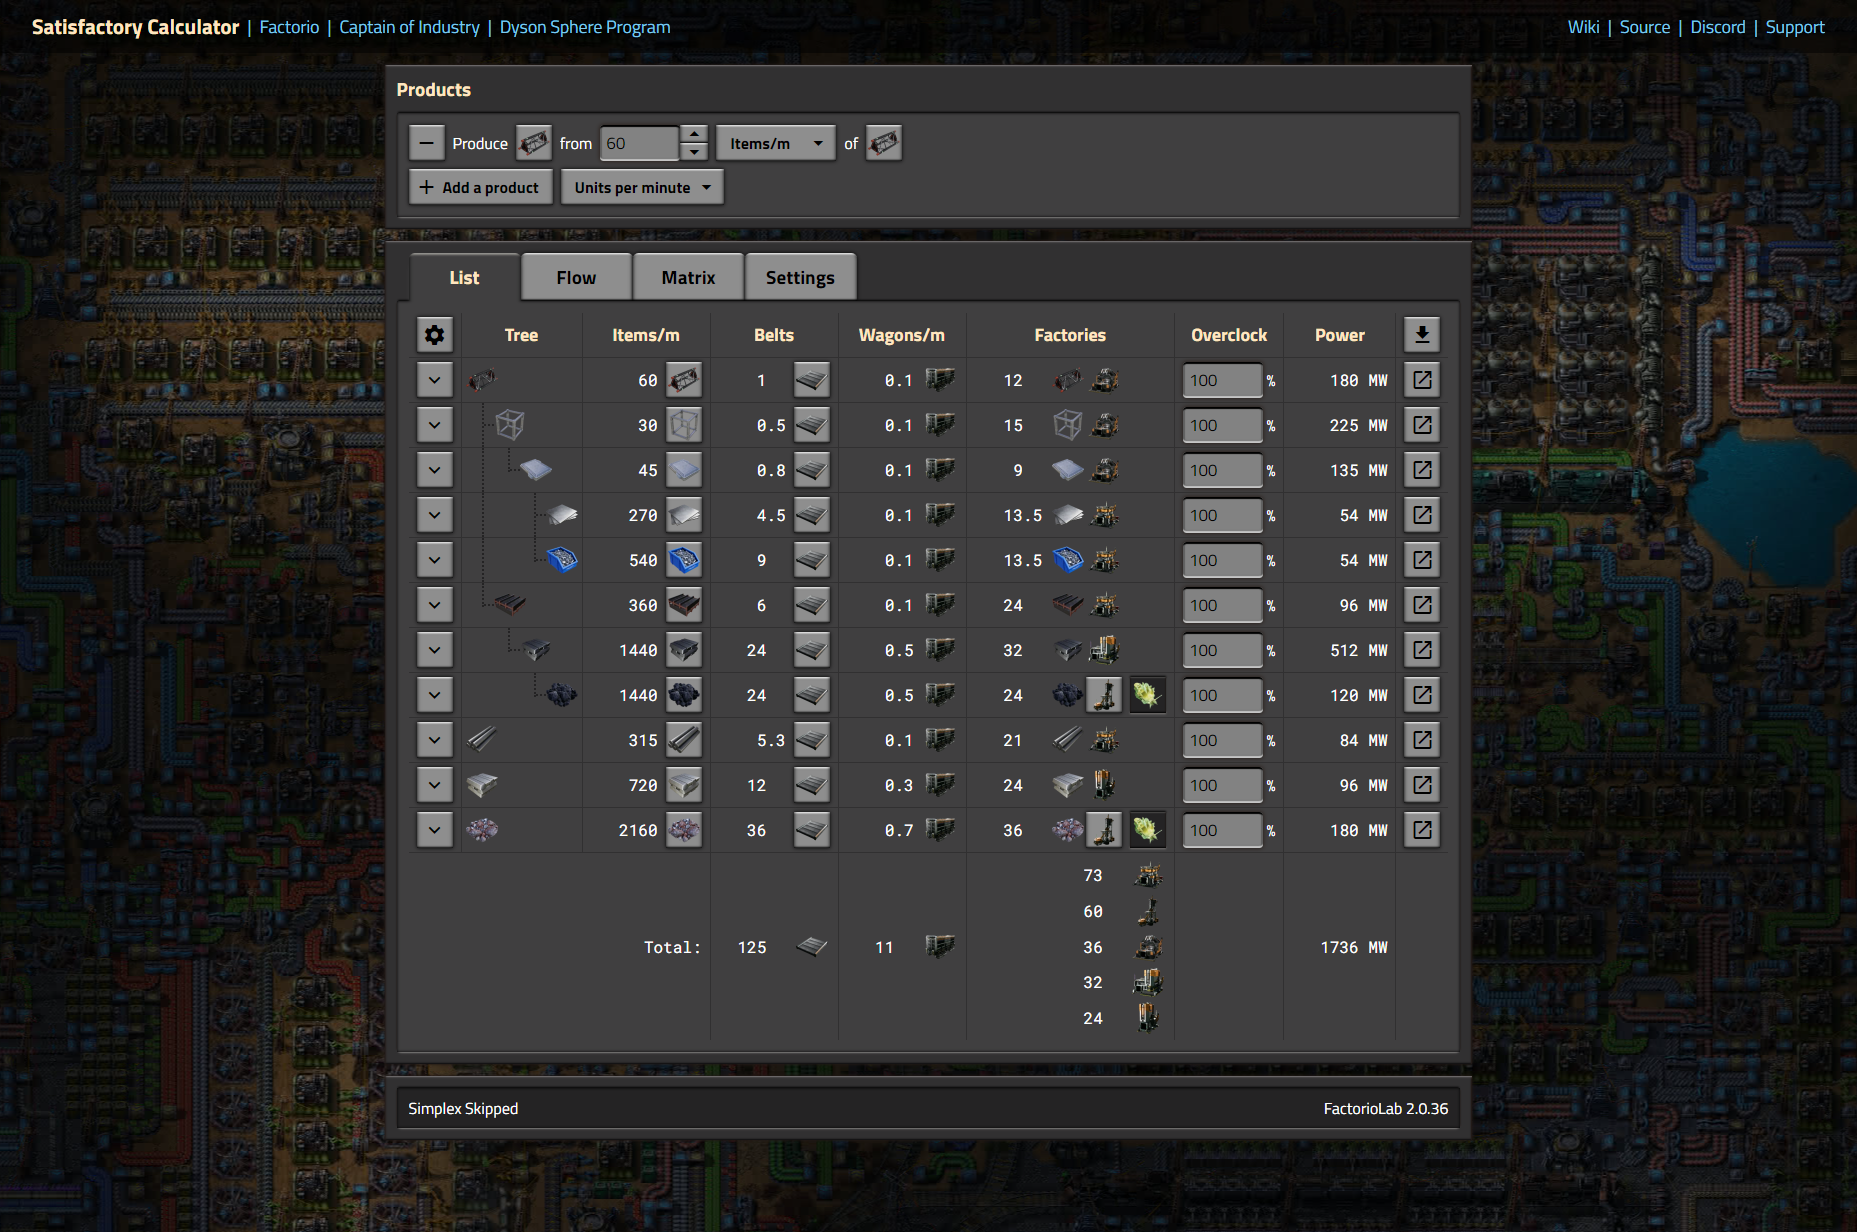 Satisfactory Calculator | Factorio | Captain of Industry | Dyson Sphere Program
Wiki | Source | Discord | Support
Products
Produce from 60 Items/m of
Add a product Units per minute
List Flow Matrix Settings
Tree Items/m Belts Wagons/m Factories Overclock Power
60 1 0.1 12 100 % 180 MW
30 0.5 0.1 15 100 % 225 MW
45 0.8 0.1 9 100 % 135 MW
270 4.5 0.1 13.5 100 % 54 MW
540 9 0.1 13.5 100 % 54 MW
360 6 0.1 24 100 % 96 MW
1440 24 0.5 32 100 % 512 MW
1440 24 0.5 24 100 % 120 MW
315 5.3 0.1 21 100 % 84 MW
720 12 0.3 24 100 % 96 MW
2160 36 0.7 36 100 % 180 MW
73
60
Total: 125 11 36 1736 MW
32
24
Simplex Skipped
FactorioLab 2.0.36